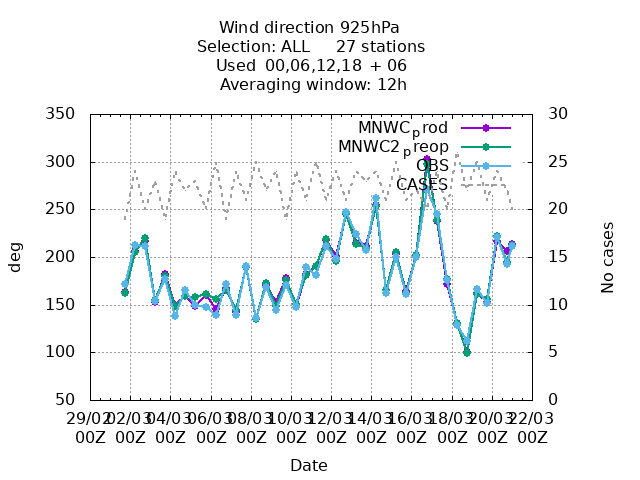 Wind direction 925hPa
Selection: ALL 27 stations
Used 00,06,12,18 + 06
Averaging window: 12h
350 30
MNWCprod
MNWC2preop
300 25
OBS
CASES
250 20
200 15
deg
No cases
150 10
100 5
50 0
29/02 02/03 04/03 06/03 08/03 10/03 12/03 14/03 16/03 18/03 20/03 22/03
00Z 00Z 00Z 00Z 00Z 00Z 00Z 00Z 00Z 00Z 00Z 00Z
Date